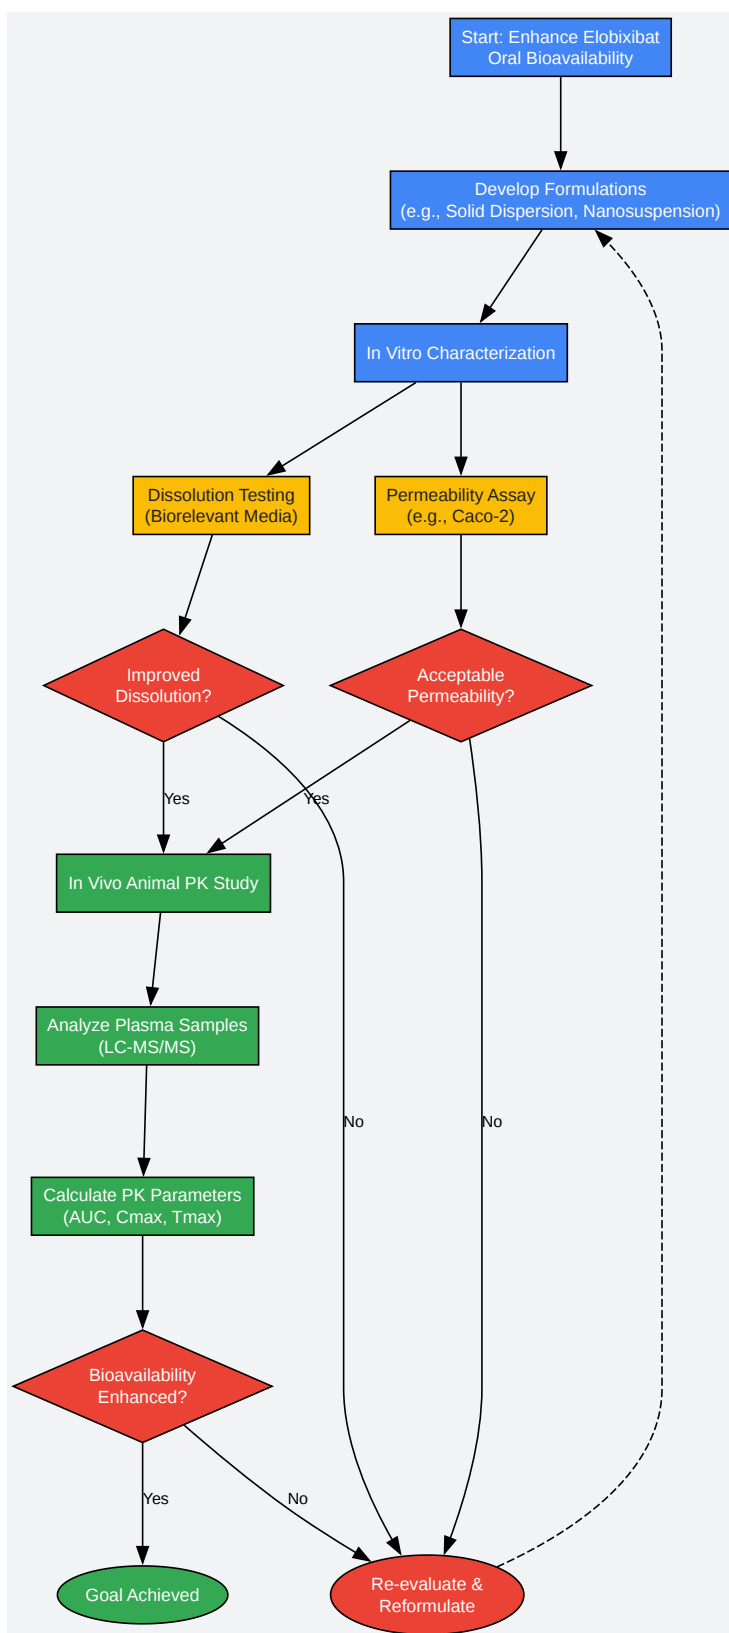 Start: Enhance Elobixibat
Oral Bioavailability
Develop Formulations
(e.g., Solid Dispersion, Nanosuspension)
In Vitro Characterization
Dissolution Testing
(Biorelevant Media)
Permeability Assay
(e.g., Caco-2)
Improved
Dissolution?
Acceptable
Permeability?
Yes
Yes
In Vivo Animal PK Study
Analyze Plasma Samples
(LC-MS/MS)
No
No
Calculate PK Parameters
(AUC, Cmax, Tmax)
Bioavailability
Enhanced?
Yes
No
Goal Achieved
Re-evaluate &
Reformulate